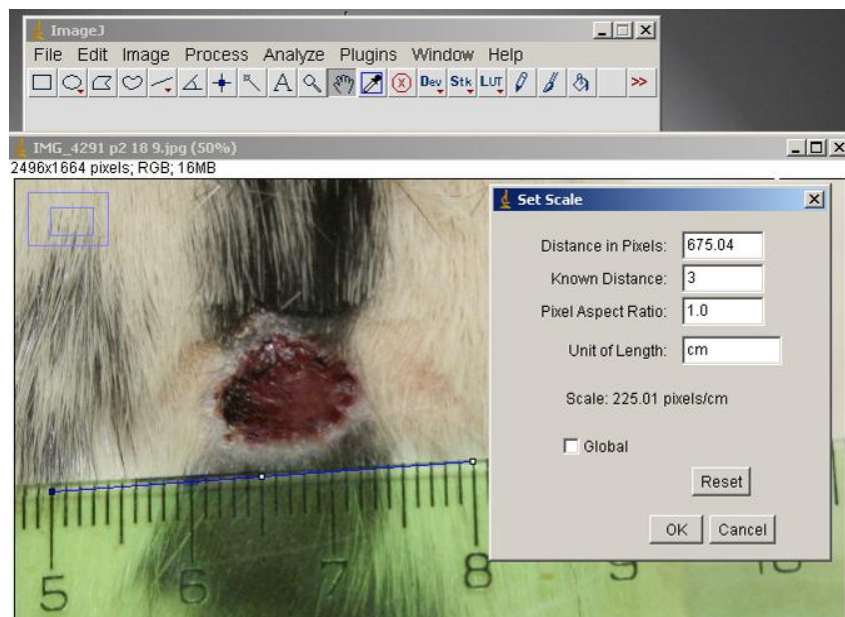 ImageJ
File Edit Image Process Analyze Plugins Window Help
A Dev Stk LUT >>
IMG_4291 p2 18 9.jpg (50%)
2496x1664 pixels; RGB; 16MB
Set Scale
Distance in Pixels: 675.04
Known Distance: 3
Pixel Aspect Ratio: 1.0
Unit of Length: cm
Scale: 225.01 pixels/cm
Global
Reset
OK Cancel
5 6 7 8 9 10